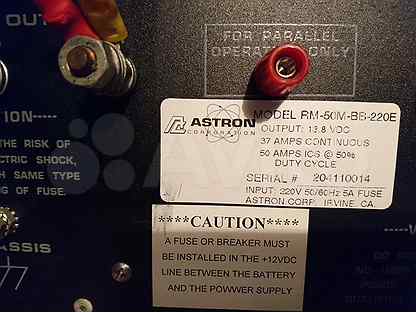 OUT
FOR PARALLEL
OPERATION ONLY
ASTRON
CORPORATION
MODEL RM-50M-BB-220E
OUTPUT: 13.8 VDC
37 AMPS CONTINUOUS
50 AMPS ICS @ 50%
DUTY CYCLE
SERIAL # 204110014
INPUT: 220V 50/60Hz 5A FUSE
ASTRON CORP. IRVINE, CA.
ION
THE RISK OF
CTRIC SHOCK,
H SAME TYPE
NG OF FUSE.
ASSIS
****CAUTION****
A FUSE OR BREAKER MUST
BE INSTALLED IN THE +12VDC
LINE BETWEEN THE BATTERY
AND THE POWWER SUPPLY